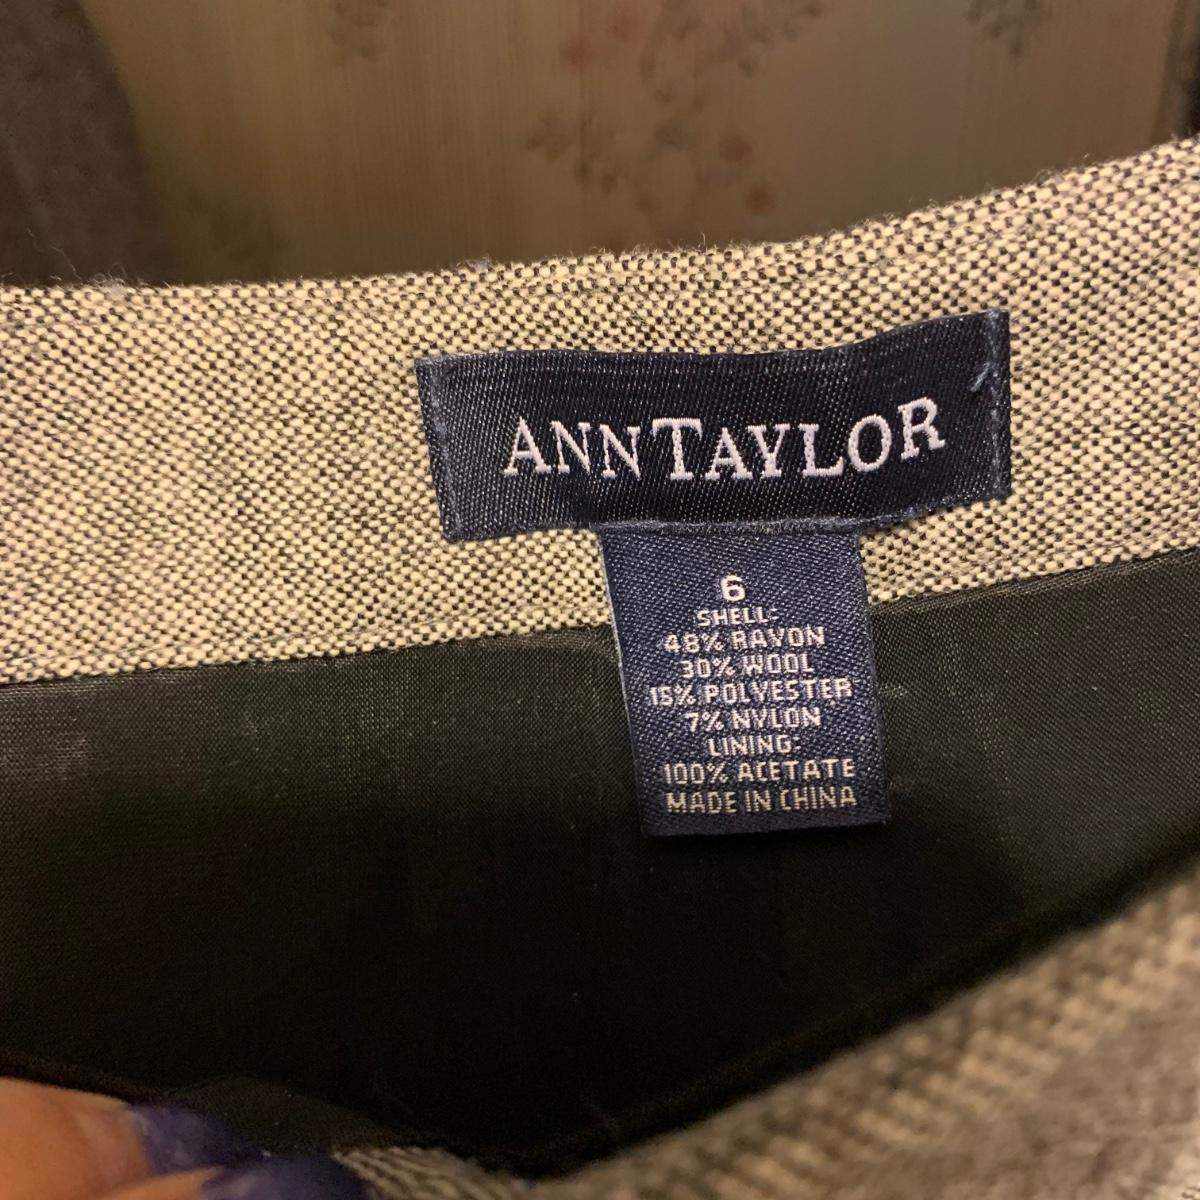 ANNTAYLOR
6
SHELL:
48% RAYON
30% WOOL
15% POLYESTER
7% NYLON
LINING:
100% ACETATE
MADE IN CHINA